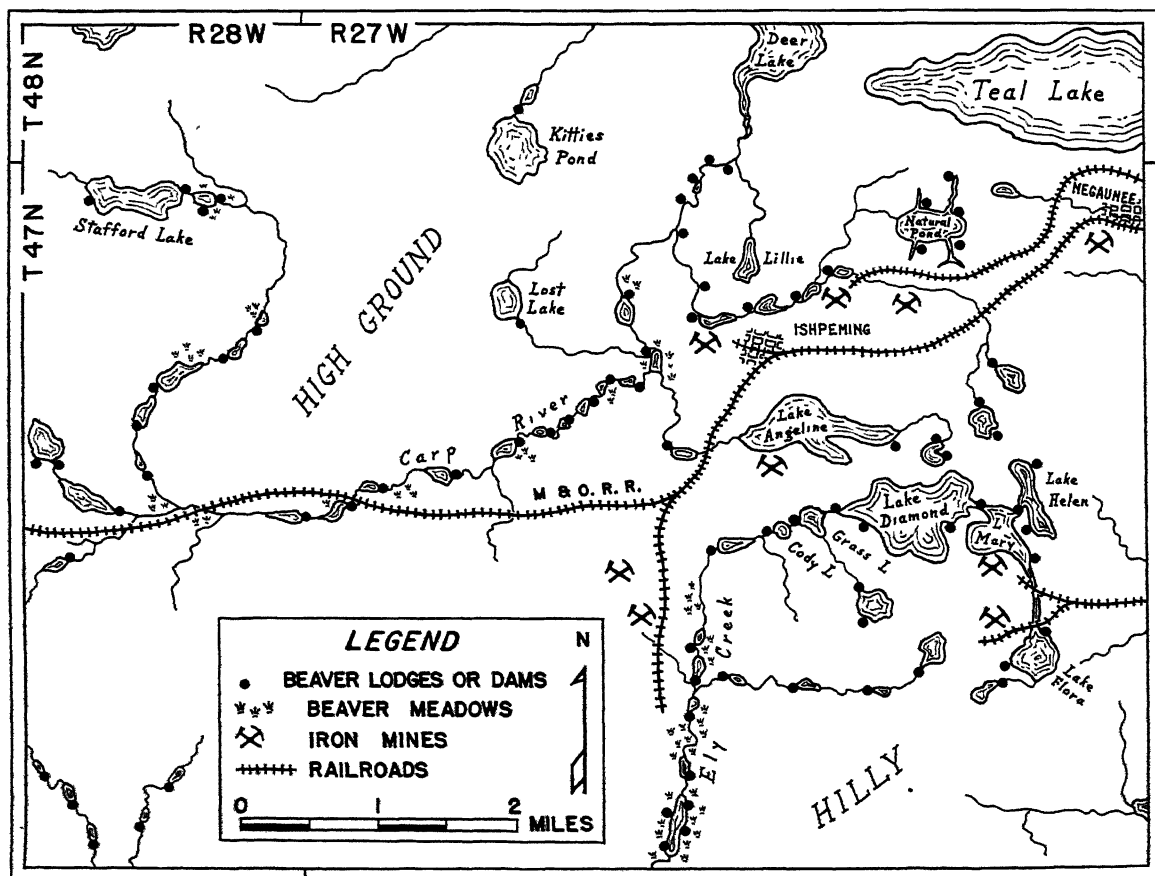 R28W
R27W
T48N
T47N
Deer
Lake
Teal Lake
Kitties
Pond
Stafford Lake
NEGAUNEE
Natural
Pond
HIGH GROUND
Lake Lillie
Lost
Lake
ISHPEMING
Carp River
Lake
Angeline
M & O. R. R.
Lake
Diamond
Lake
Helen
L
Mary
Grass L
Cody L
Ely Creek
Lake
Flora
HILLY
LEGEND
N
BEAVER LODGES OR DAMS
BEAVER MEADOWS
IRON MINES
RAILROADS
0 1 2
MILES